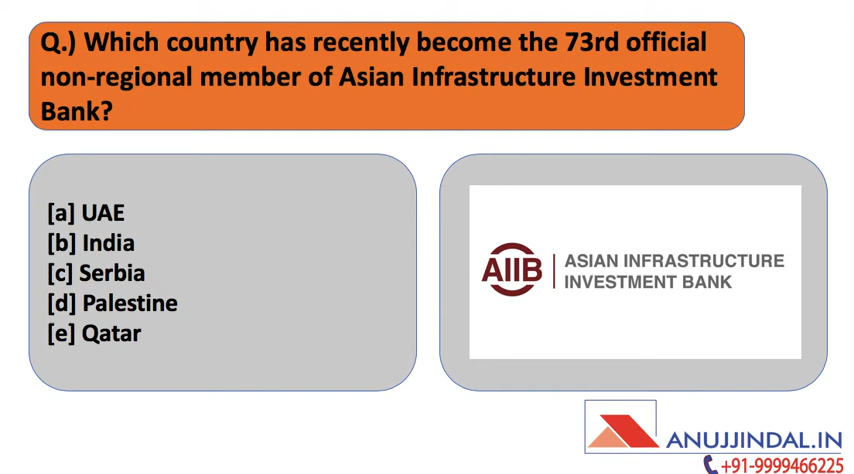 Q.) Which country has recently become the 73rd official
non-regional member of Asian Infrastructure Investment
Bank?
[a] UAE
[b] India
[c] Serbia
[d] Palestine
[e] Qatar
AIIB
ASIAN INFRASTRUCTURE
INVESTMENT BANK
ANUJJINDAL.IN
+91-9999466225